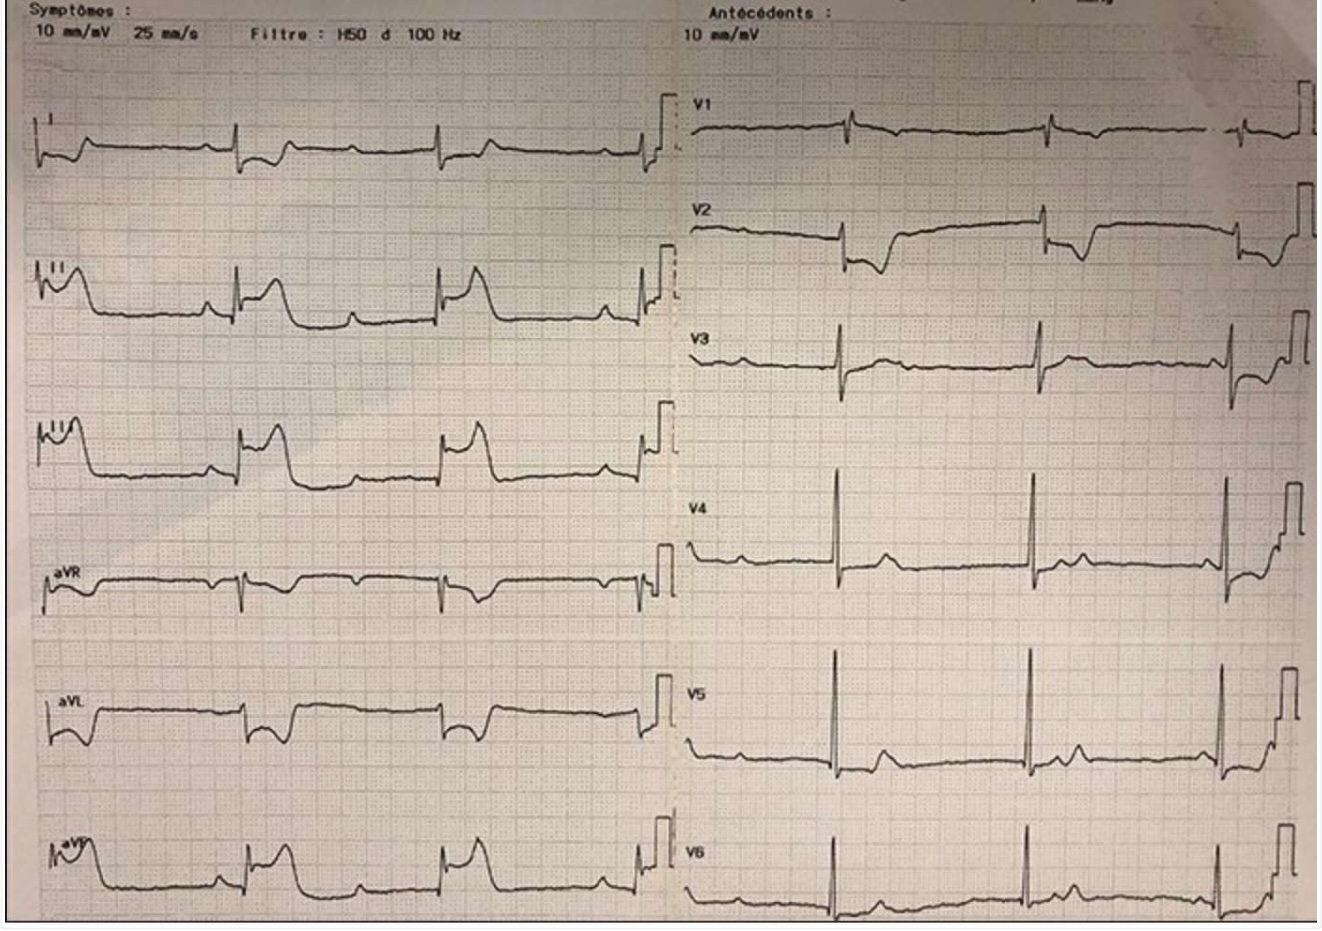 Symptômes :
10 mm/mV 25 mm/s Filtre : H50 d 100 Hz
Antécédents :
10 mm/mV
I
II
III
aVR
aVL
aVF
V1
V2
V3
V4
V5
V6